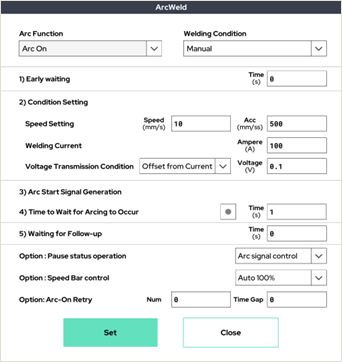 ArcWeld
Arc Function Welding Condition
Arc On Manual
1) Early waiting Time (s) 0
2) Condition Setting
Speed Setting Speed (mm/s) 10 Acc (mm/ss) 500
Welding Current Ampere (A) 100
Voltage Transmission Condition Offset from Current Voltage (V) 0.1
3) Arc Start Signal Generation
4) Time to Wait for Arcing to Occur Time (s) 1
5) Waiting for Follow-up Time (s) 0
Option : Pause status operation Arc signal control
Option : Speed Bar control Auto 100%
Option: Arc-On Retry Num 0 Time Gap 0
Set Close